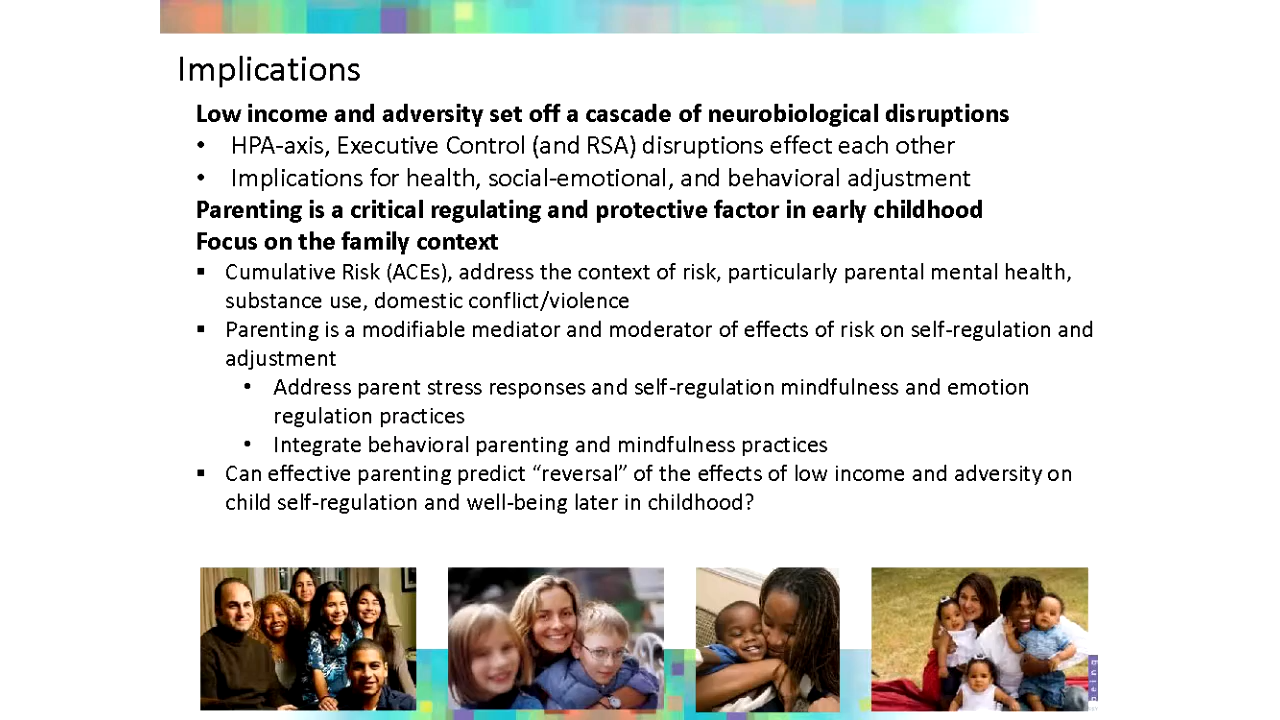 Implications
Low income and adversity set off a cascade of neurobiological disruptions
• HPA-axis, Executive Control (and RSA) disruptions effect each other
• Implications for health, social-emotional, and behavioral adjustment
Parenting is a critical regulating and protective factor in early childhood
Focus on the family context
▪ Cumulative Risk (ACEs), address the context of risk, particularly parental mental health,
substance use, domestic conflict/violence
▪ Parenting is a modifiable mediator and moderator of effects of risk on self-regulation and
adjustment
• Address parent stress responses and self-regulation mindfulness and emotion
regulation practices
• Integrate behavioral parenting and mindfulness practices
▪ Can effective parenting predict “reversal” of the effects of low income and adversity on
child self-regulation and well-being later in childhood?
being